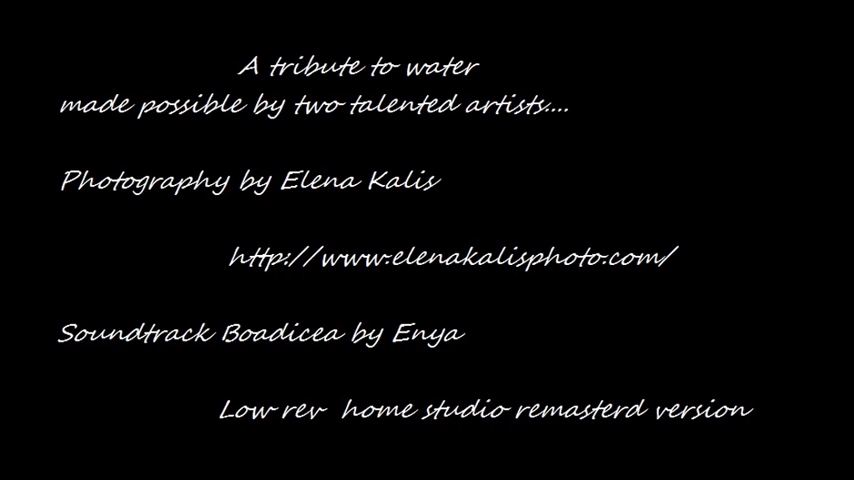 A tribute to water
made possible by two talented artists....
Photography by Elena Kalis
http://www.elenakalisphoto.com/
Soundtrack Boadicea by Enya
Low rev home studio remasterd version